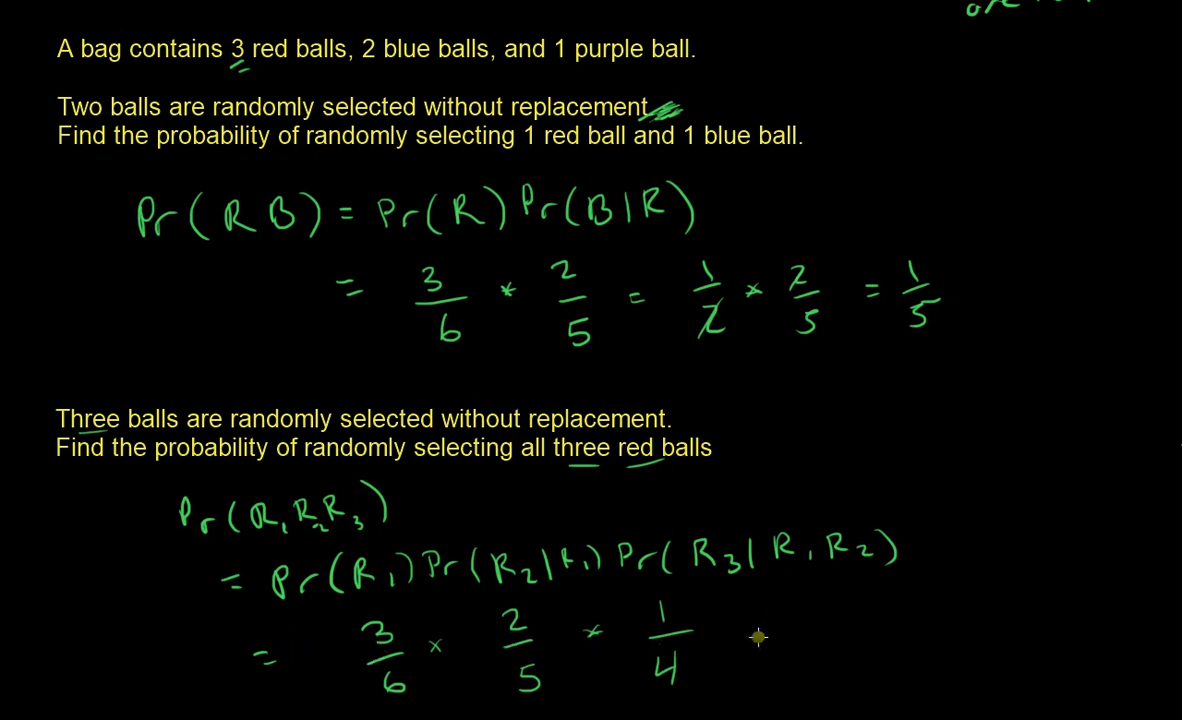 A bag contains 3 red balls, 2 blue balls, and 1 purple ball.
Two balls are randomly selected without replacement
Find the probability of randomly selecting 1 red ball and 1 blue ball.
Pr(RB) = Pr(R) Pr(B|R)
= 3/6 * 2/5 = 1/2 * 2/5 = 1/5
Three balls are randomly selected without replacement.
Find the probability of randomly selecting all three red balls
Pr(R₁R₂R₃)
= Pr(R₁) Pr(R₂|R₁) Pr(R₃|R₁R₂)
= 3/6 × 2/5 * 1/4